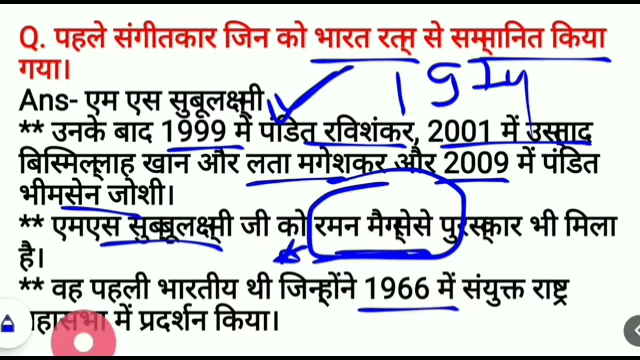 Q. पहले संगीतकार जिन को भारत रत्न से सम्मानित किया
गया।
Ans- एम एस सुबूलक्ष्मी
** उनके बाद 1999 में पंडित रविशंकर, 2001 में उस्ताद
बिस्मिल्लाह खान और लता मंगेशकर और 2009 में पंडित
भीमसेन जोशी।
** एमएस सुब्बूलक्ष्मी जी को रमन मैग्सेसे पुरस्कार भी मिला
है।
** वह पहली भारतीय थी जिन्होंने 1966 में संयुक्त राष्ट्र
महासभा में प्रदर्शन किया।